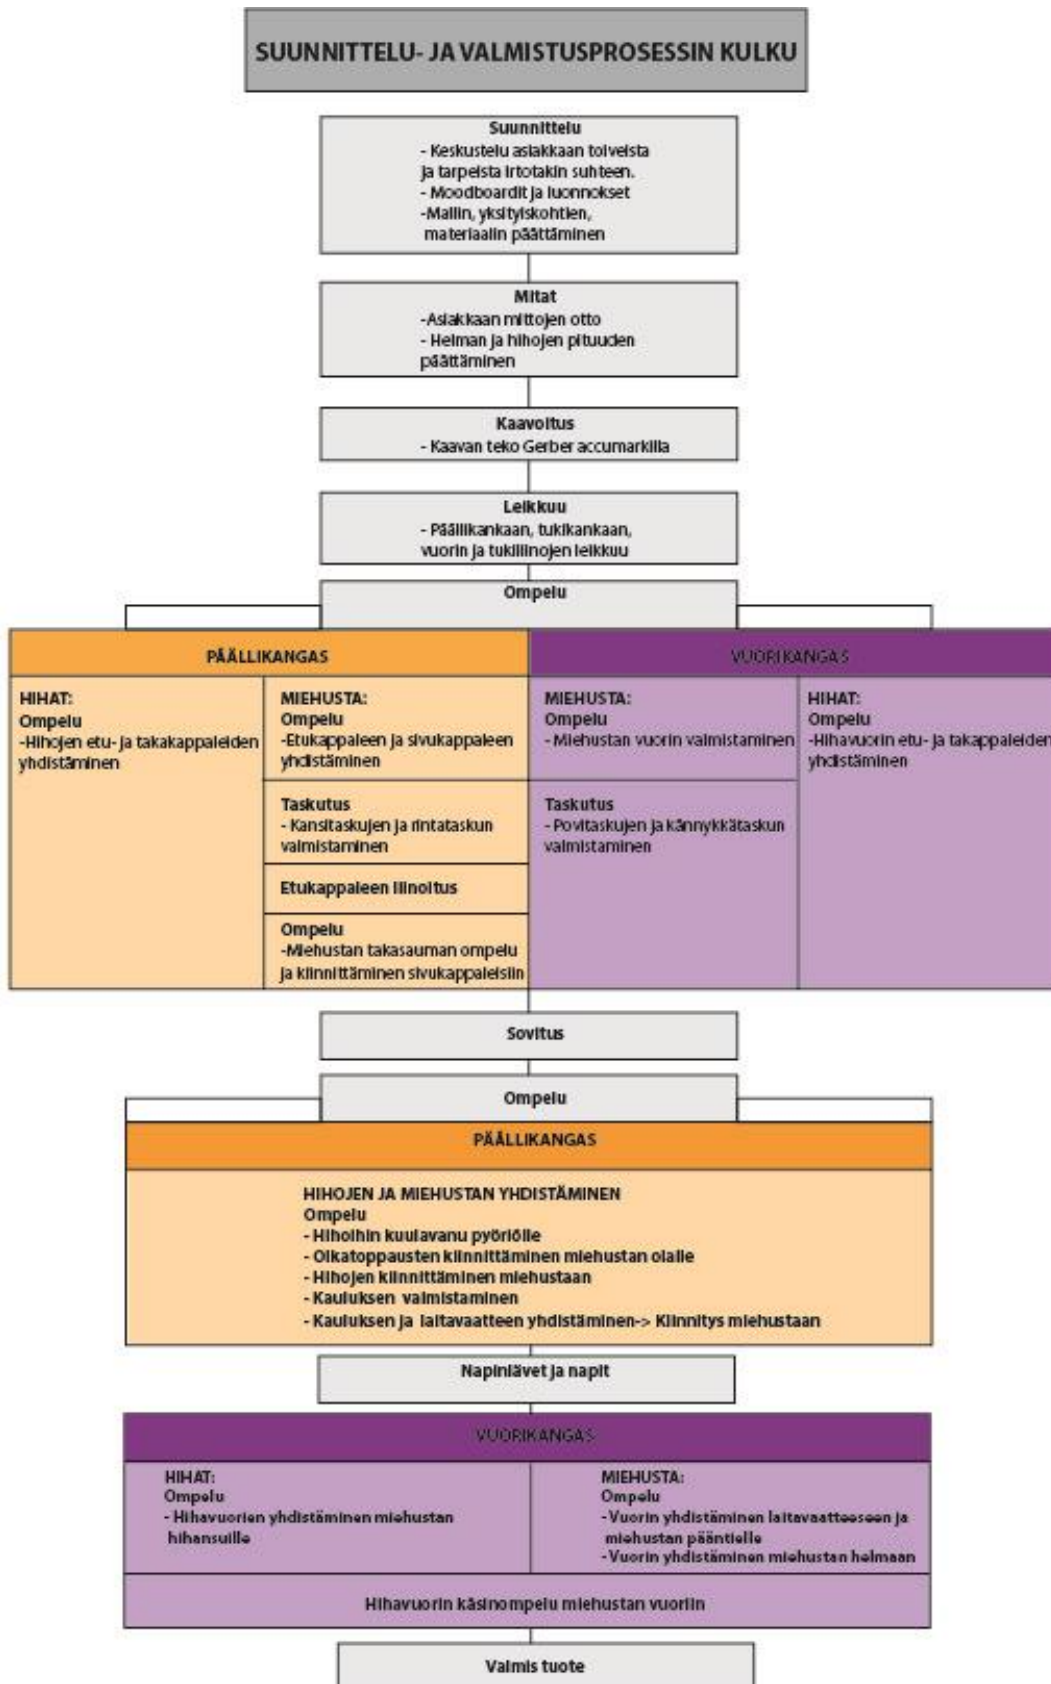 SUUNNITTELU- JA VALMISTUSPROSESSIN KULKU
Suunnittelu
- Keskustelu asiakkaan toiveista
ja tarpeista irtotakin suhteen.
- Moodboardit ja luonnokset
-Mallin, yksityiskohtien,
materiaalin päättäminen
Mitat
-Asiakkaan mittojen otto
- Helman ja hihojen pituuden
päättäminen
Kaavoitus
- Kaavan teko Gerber accumarkilla
Leikkuu
- Päällikankaan, tukikankaan,
vuorin ja tukiliinojen leikkuu
Ompelu
PÄÄLLIKANGAS
HIHAT:
Ompelu
-Hihojen etu- ja takakappaleiden
yhdistäminen
MIEHUSTA:
Ompelu
-Etukappaleen ja sivukappaleen
yhdistäminen
Taskutus
- Kansitaskujen ja rintataskun
valmistaminen
Etukappaleen liinoitus
Ompelu
-Miehustan takasauman ompelu
ja kiinnittäminen sivukappaleisiin
VUORIKANGAS
MIEHUSTA:
Ompelu
- Miehustan vuorin valmistaminen
Taskutus
- Povitaskujen ja kännykkätaskun
valmistaminen
HIHAT:
Ompelu
-Hihavuorin etu- ja takappaleiden
yhdistäminen
Sovitus
Ompelu
PÄÄLLIKANGAS
HIHOJEN JA MIEHUSTAN YHDISTÄMINEN
Ompelu
- Hihoihin kuulavanu pyöriölle
- Olkatoppausten kiinnittäminen miehustan olalle
- Hihojen kiinnittäminen miehustaan
- Kauluksen valmistaminen
- Kauluksen ja laitavaatteen yhdistäminen-> Kiinnitys miehustaan
Napinlävet ja napit
VUORIKANGAS
HIHAT:
Ompelu
- Hihavuorien yhdistäminen miehustan
hihansuille
MIEHUSTA:
Ompelu
- Vuorin yhdistäminen laitavaatteeseen ja
miehustan pääntielle
- Vuorin yhdistäminen miehustan helmaan
Hihavuorin käsinompelu miehustan vuoriin
Valmis tuote